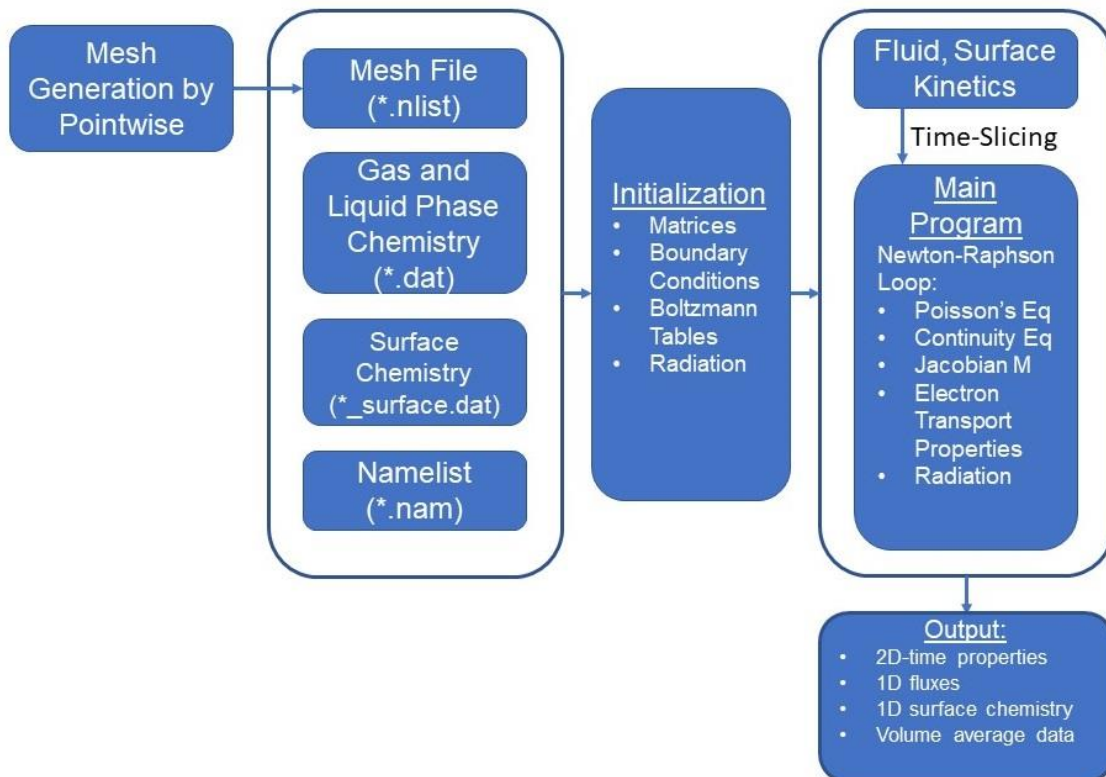 Mesh
Generation by
Pointwise
Mesh File
(*.nlist)
Gas and
Liquid Phase
Chemistry
(*.dat)
Surface
Chemistry
(*_surface.dat)
Namelist
(*.nam)
Initialization
• Matrices
• Boundary
Conditions
• Boltzmann
Tables
• Radiation
Fluid, Surface
Kinetics
Time-Slicing
Main
Program
Newton-Raphson
Loop:
• Poisson's Eq
• Continuity Eq
• Jacobian M
• Electron
Transport
Properties
• Radiation
Output:
• 2D-time properties
• 1D fluxes
• 1D surface chemistry
• Volume average data